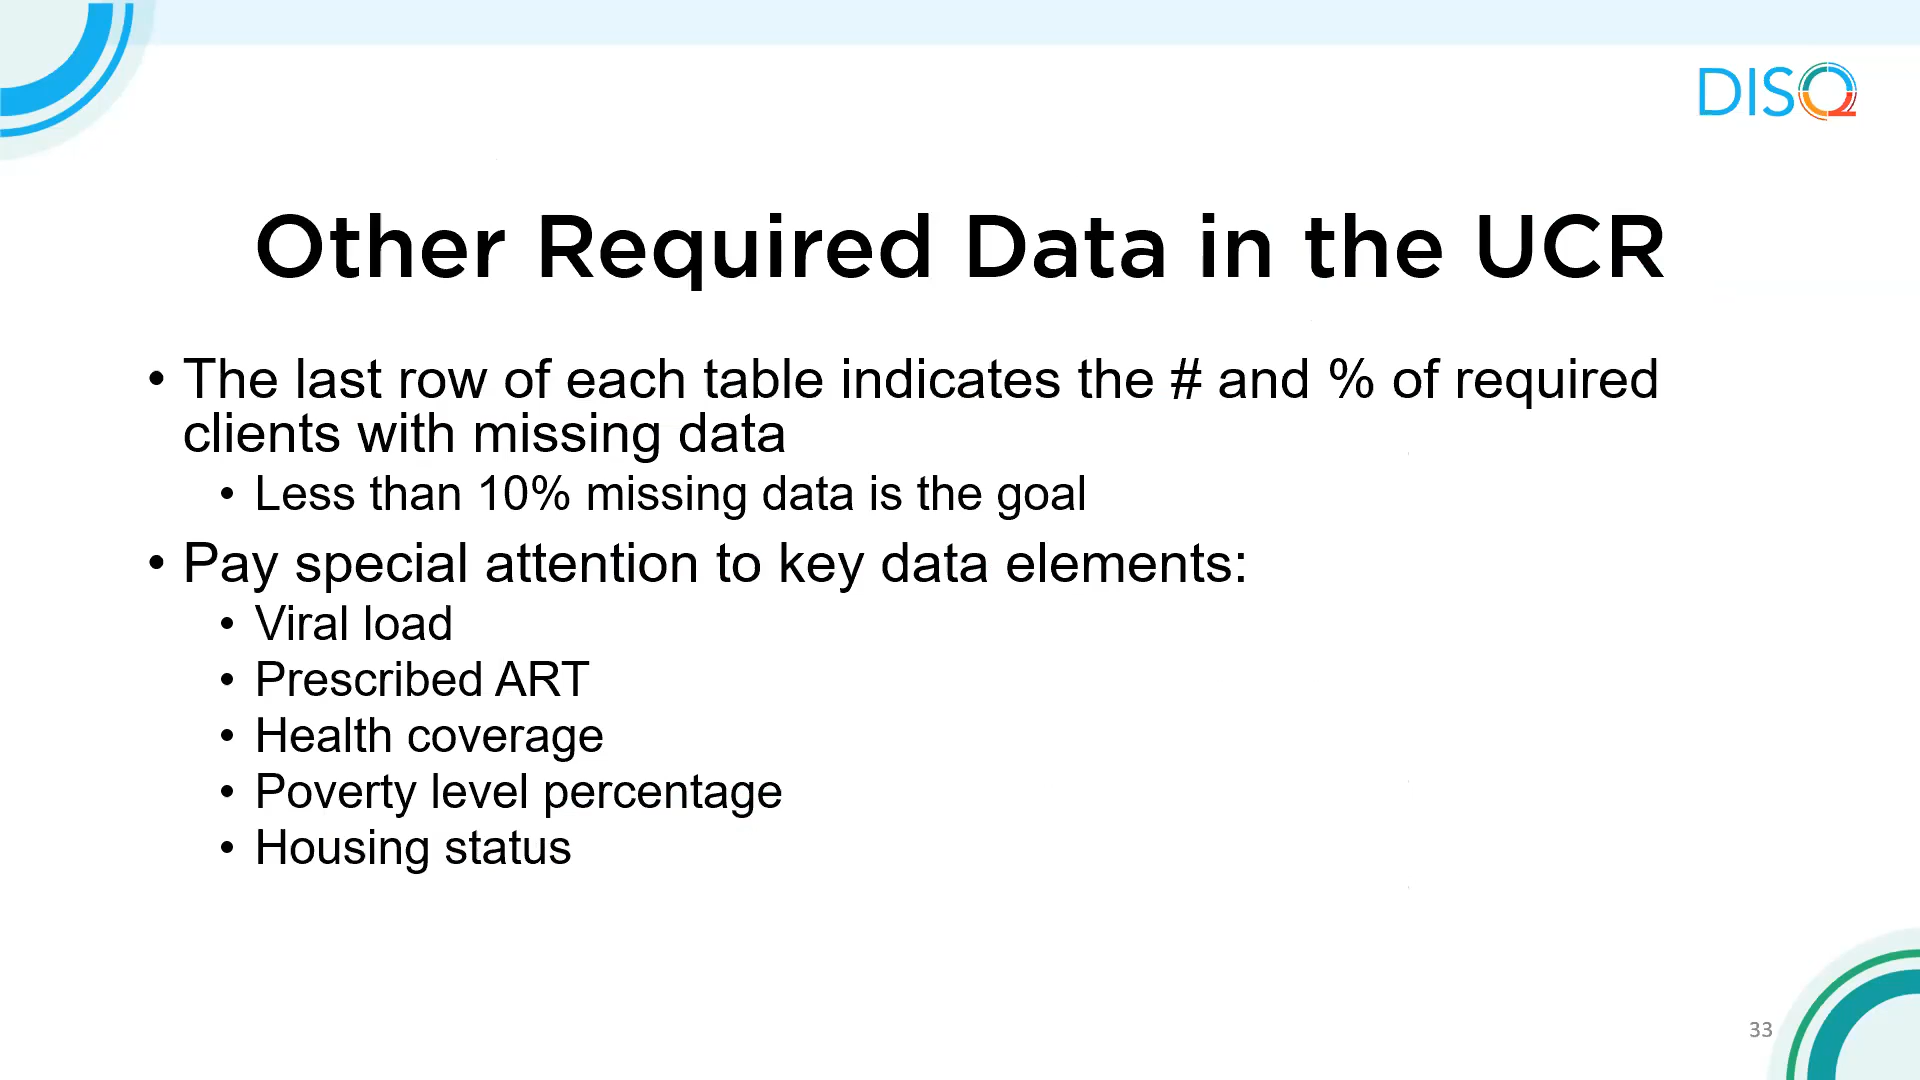 DISQ
Other Required Data in the UCR
• The last row of each table indicates the # and % of required
clients with missing data
• Less than 10% missing data is the goal
• Pay special attention to key data elements:
• Viral load
• Prescribed ART
• Health coverage
• Poverty level percentage
• Housing status
33